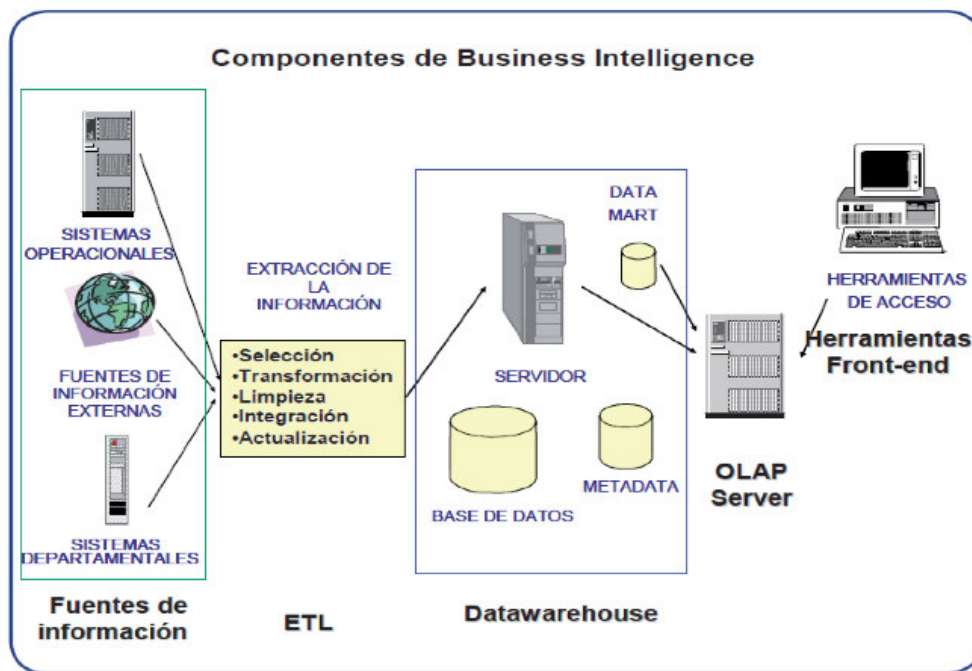 Componentes de Business Intelligence
SISTEMAS
OPERACIONALES
FUENTES DE
INFORMACIÓN
EXTERNAS
SISTEMAS
DEPARTAMENTALES
Fuentes de
información
EXTRACCIÓN DE
LA
INFORMACIÓN
•Selección
•Transformación
•Limpieza
•Integración
•Actualización
ETL
DATA
MART
SERVIDOR
BASE DE DATOS
METADATA
Datawarehouse
OLAP
Server
HERRAMIENTAS
DE ACCESO
Herramientas
Front-end